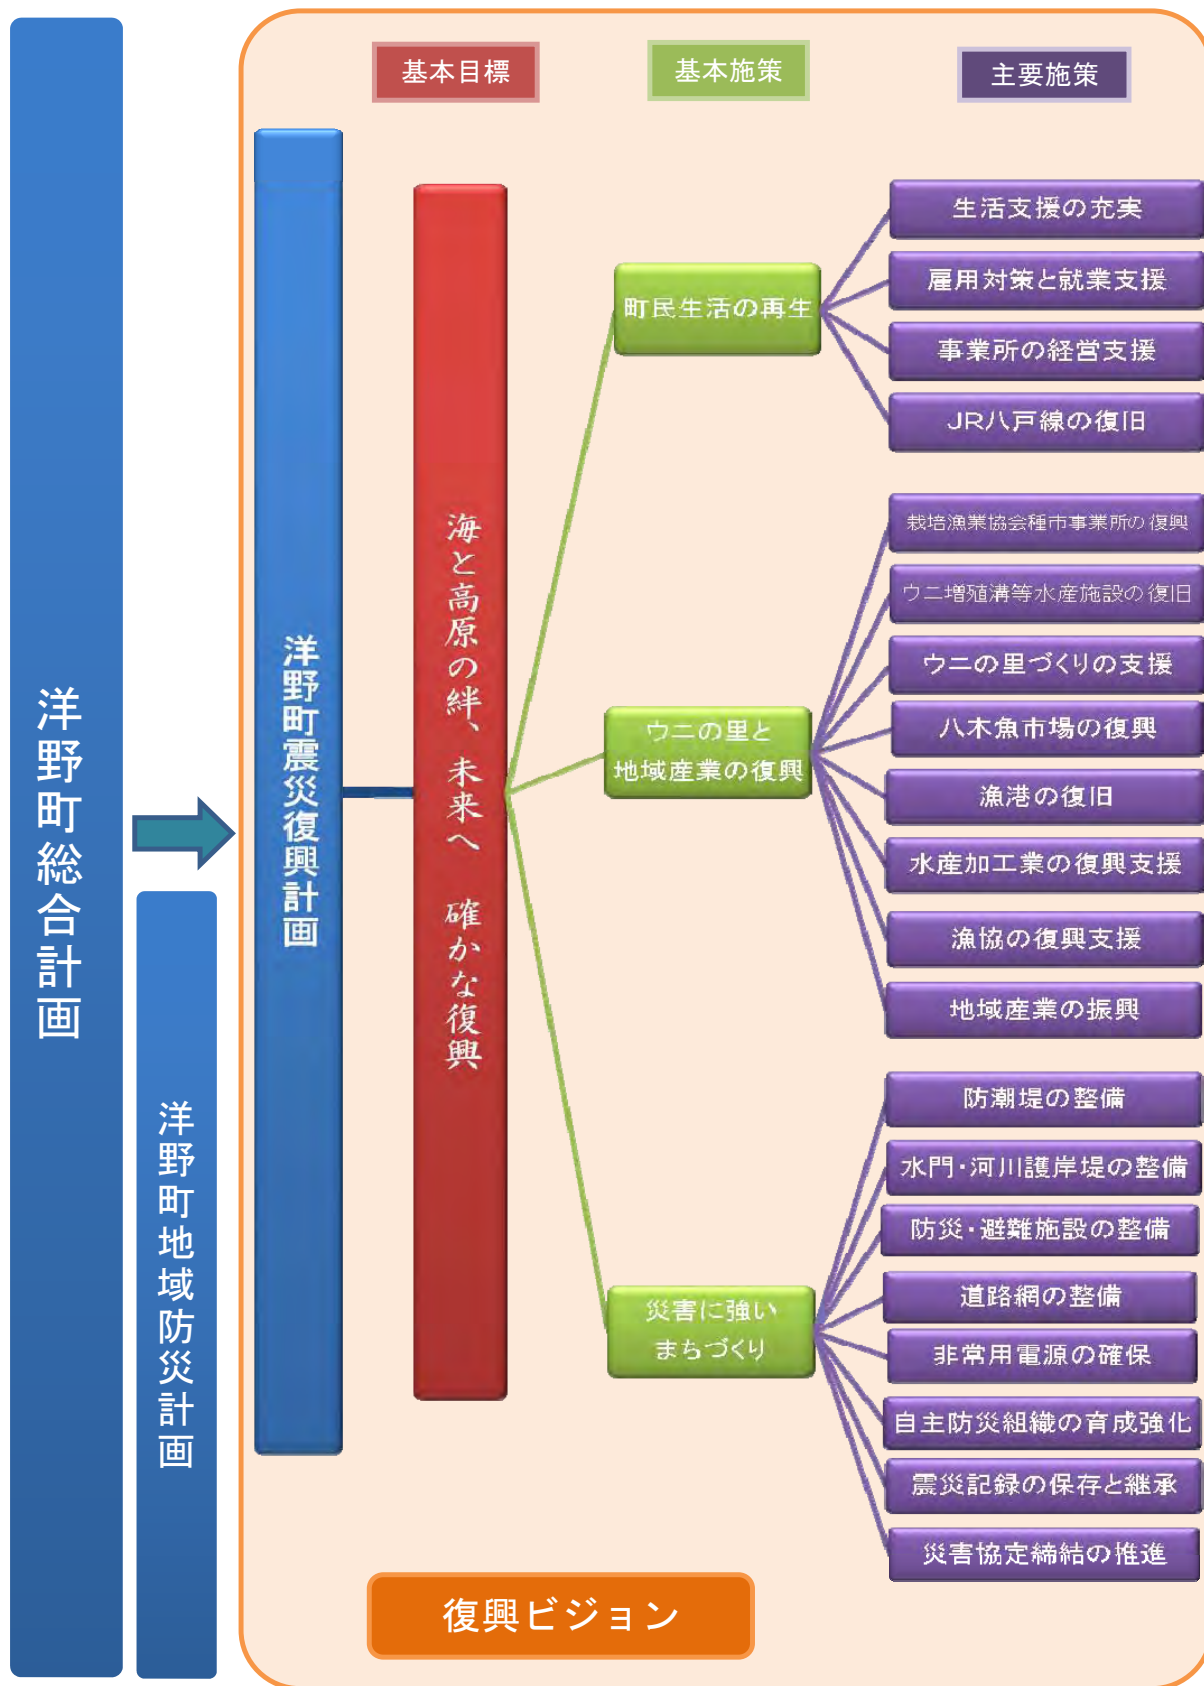 洋野町総合計画
洋野町地域防災計画
基本目標
基本施策
主要施策
洋野町震災復興計画
海と高原の絆、未来へ　確かな復興
町民生活の再生
生活支援の充実
雇用対策と就業支援
事業所の経営支援
JR八戸線の復旧
ウニの里と
地域産業の復興
栽培漁業協会種市事業所の復興
ウニ増殖溝等水産施設の復旧
ウニの里づくりの支援
八木魚市場の復興
漁港の復旧
水産加工業の復興支援
漁協の復興支援
地域産業の振興
災害に強い
まちづくり
防潮堤の整備
水門・河川護岸堤の整備
防災・避難施設の整備
道路網の整備
非常用電源の確保
自主防災組織の育成強化
震災記録の保存と継承
災害協定締結の推進
復興ビジョン